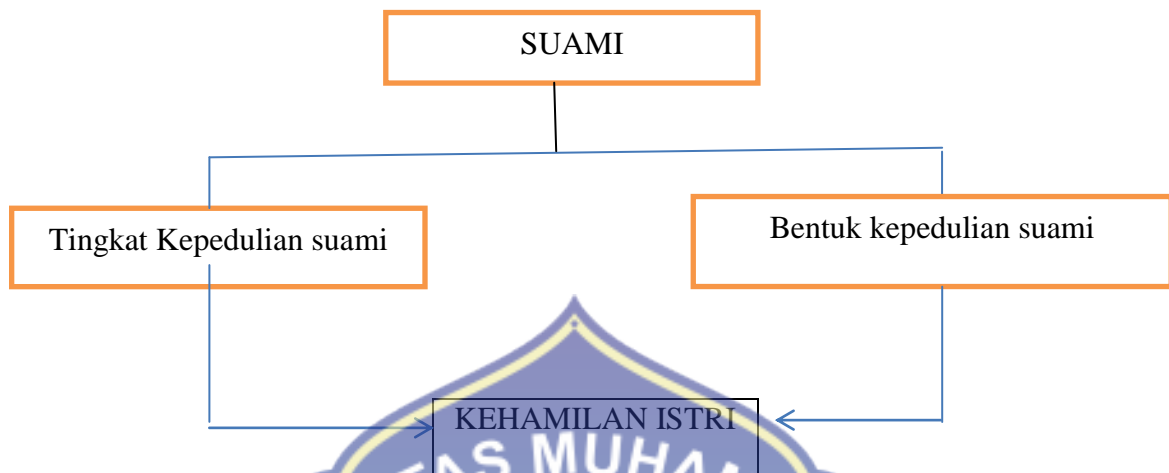 SUAMI
Tingkat Kepedulian suami
Bentuk kepedulian suami
KEHAMILAN ISTRI